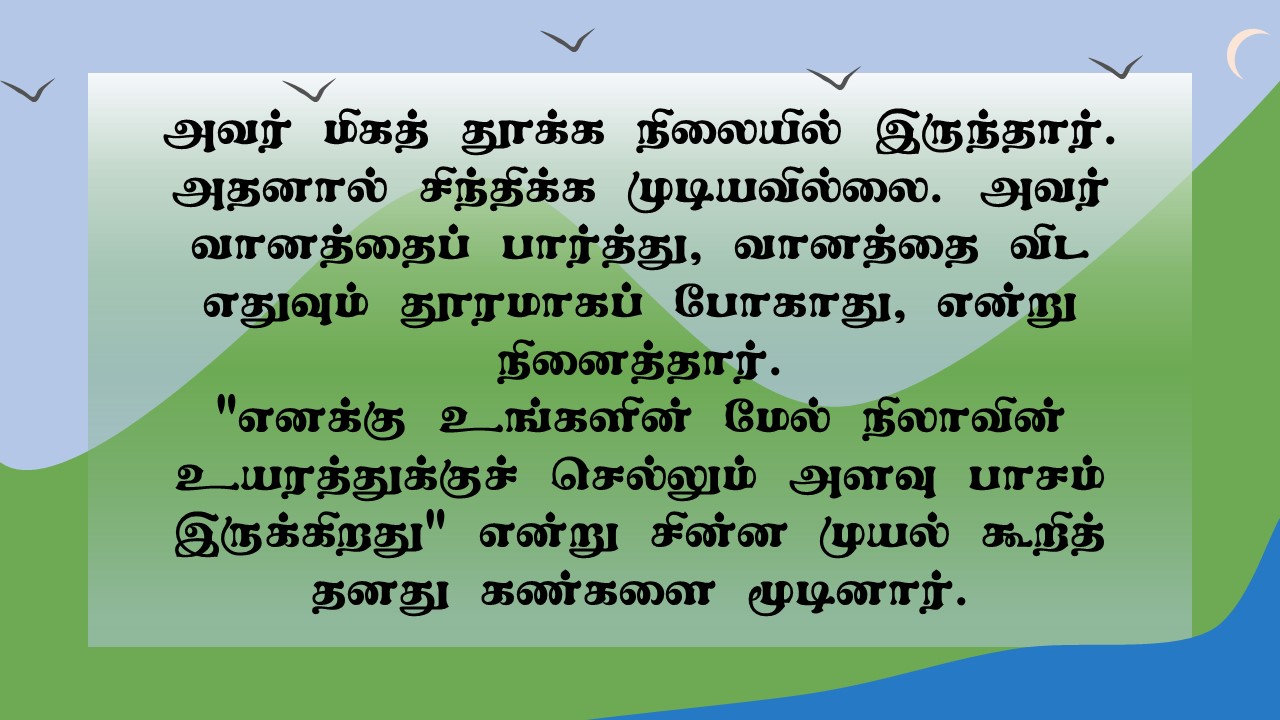 அவர் மிகத் தூக்க நிலையில் இருந்தார்.
அதனால் சிந்திக்க முடியவில்லை. அவர்
வானத்தைப் பார்த்து, வானத்தை விட
எதுவும் தூரமாகப் போகாது, என்று
நினைத்தார்.
"எனக்கு உங்களின் மேல் நிலாவின்
உயரத்துக்குச் செல்லும் அளவு பாசம்
இருக்கிறது" என்று சின்ன முயல் கூறித்
தனது கண்களை மூடினார்.